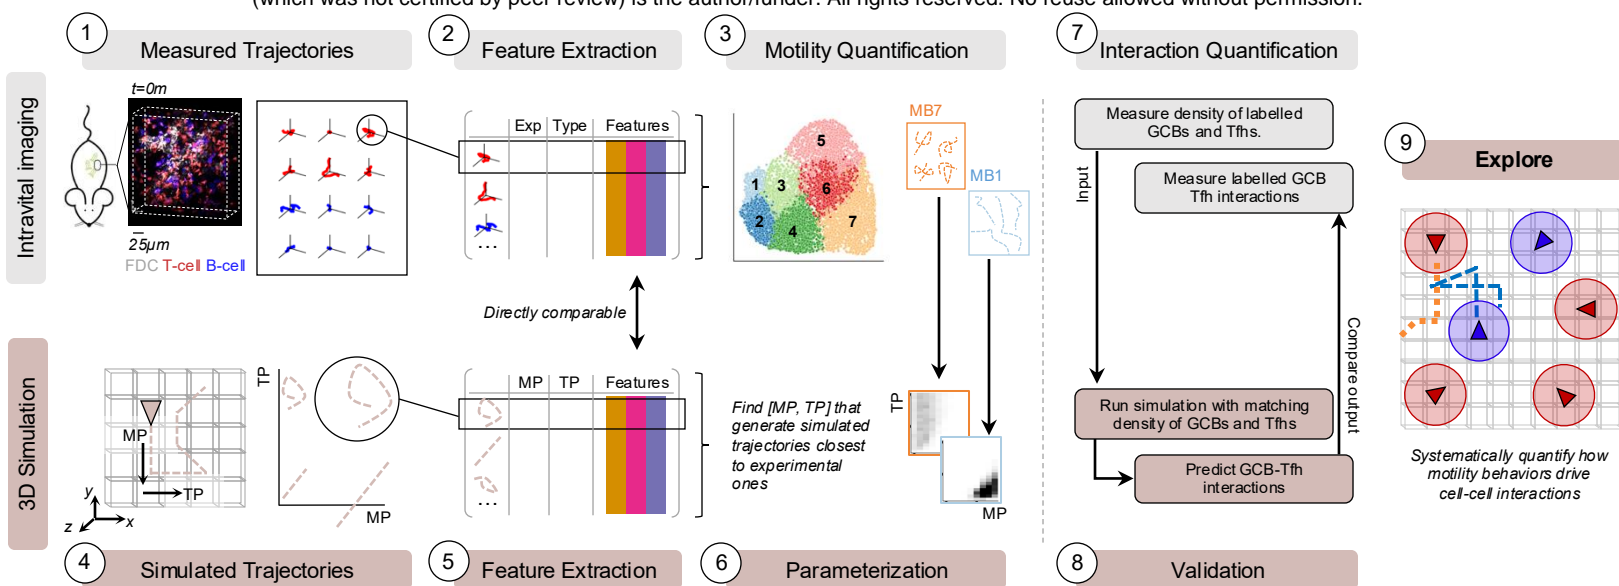 (which was not certified by peer review) is the author/funder. All rights reserved. No reuse allowed without permission.
1
Measured Trajectories
2
Feature Extraction
3
Motility Quantification
7
Interaction Quantification
Intravital imaging
t=0m
25µm
FDC T-cell B-cell
Exp Type Features
...
1
2
3
4
5
6
7
MB7
MB1
Measure density of labelled
GCBs and Tfhs.
Input
Measure labelled GCB
Tfh interactions
9
Explore
Directly comparable
3D Simulation
MP
TP
y
z
x
TP
MP
MP TP Features
...
Find [MP, TP] that
generate simulated
trajectories closest
to experimental
ones
TP
MP
Run simulation with matching
density of GCBs and Tfhs
Predict GCB-Tfh
interactions
Compare output
Systematically quantify how
motility behaviors drive
cell-cell interactions
4
Simulated Trajectories
5
Feature Extraction
6
Parameterization
8
Validation